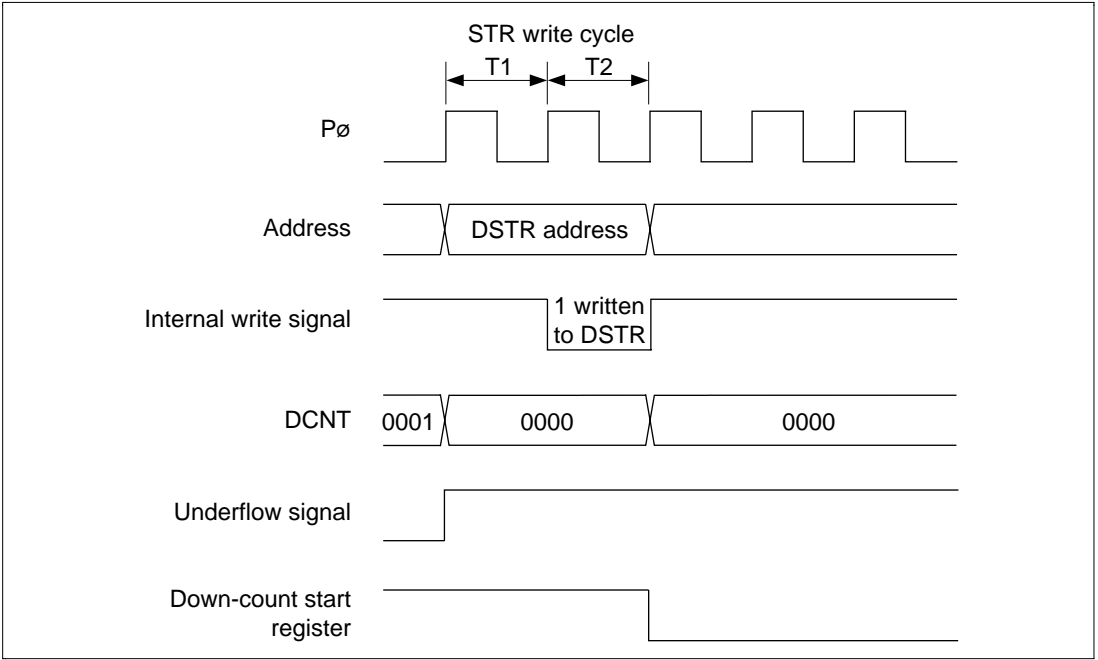 STR write cycle
T1 T2
Pø
Address DSTR address
Internal write signal 1 written
to DSTR
DCNT 0001 0000 0000
Underflow signal
Down-count start
register